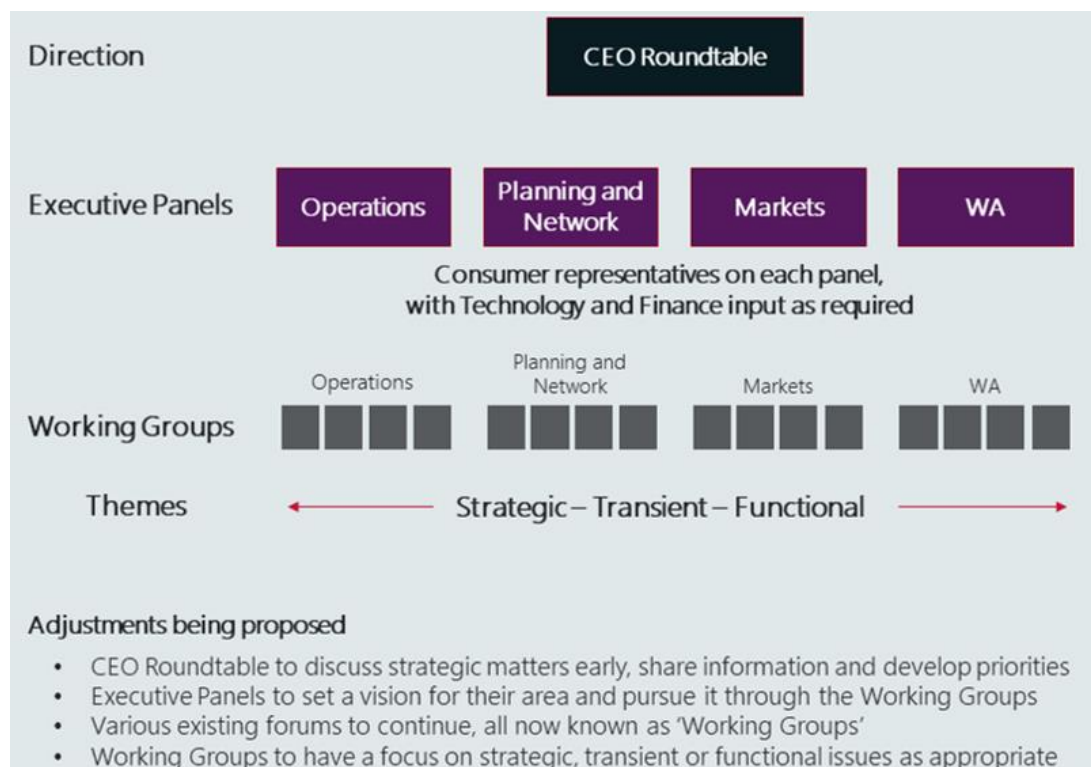 Direction
CEO Roundtable
Executive Panels
Operations
Planning and
Network
Markets
WA
Consumer representatives on each panel,
with Technology and Finance input as required
Working Groups
Operations
Planning and
Network
Markets
WA
Themes
Strategic – Transient – Functional
Adjustments being proposed
• CEO Roundtable to discuss strategic matters early, share information and develop priorities
• Executive Panels to set a vision for their area and pursue it through the Working Groups
• Various existing forums to continue, all now known as ‘Working Groups’
• Working Groups to have a focus on strategic, transient or functional issues as appropriate